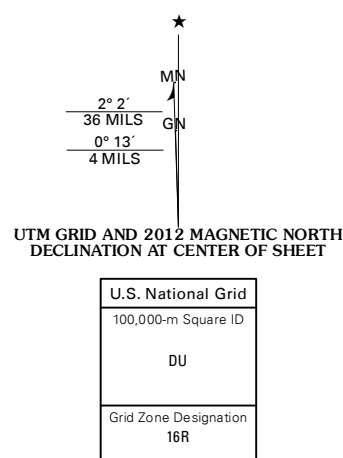 ★
MN
2° 2´
36 MILS
GN
0° 13´
4 MILS
UTM GRID AND 2012 MAGNETIC NORTH
DECLINATION AT CENTER OF SHEET
U.S. National Grid
100,000-m Square ID
DU
Grid Zone Designation
16R